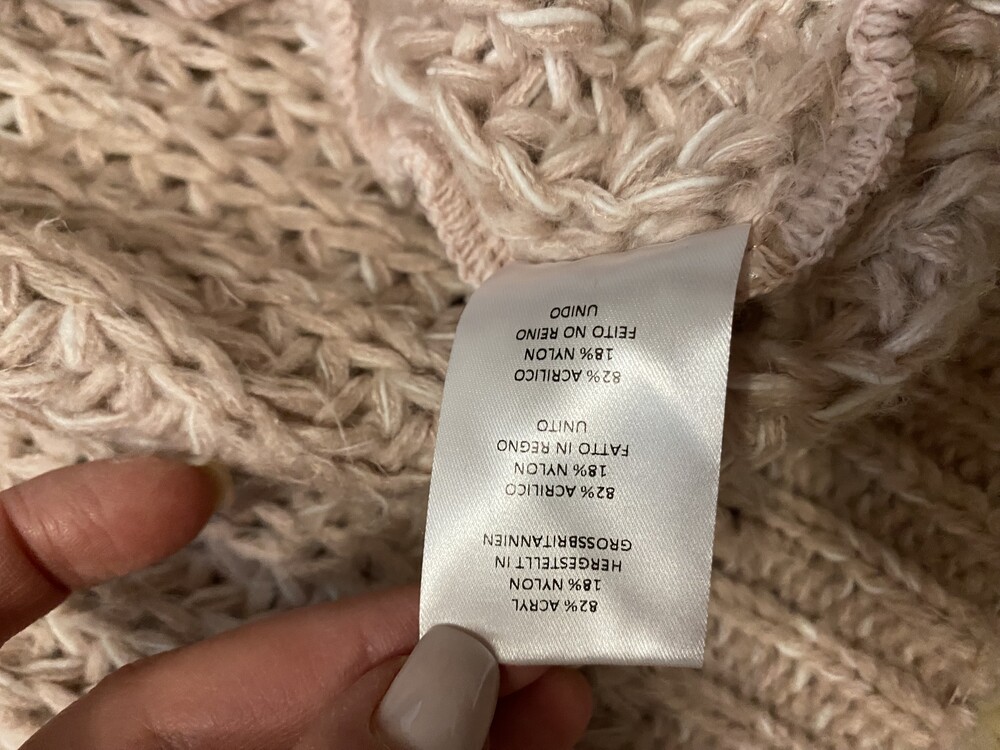 82% ACRYL
18% NYLON
HERGESTELLT IN
GROSSBRITANNIEN
82% ACRILICO
18% NYLON
FATTO IN REGNO
UNITO
82% ACRILICO
18% NYLON
FEITO NO REINO
UNIDO